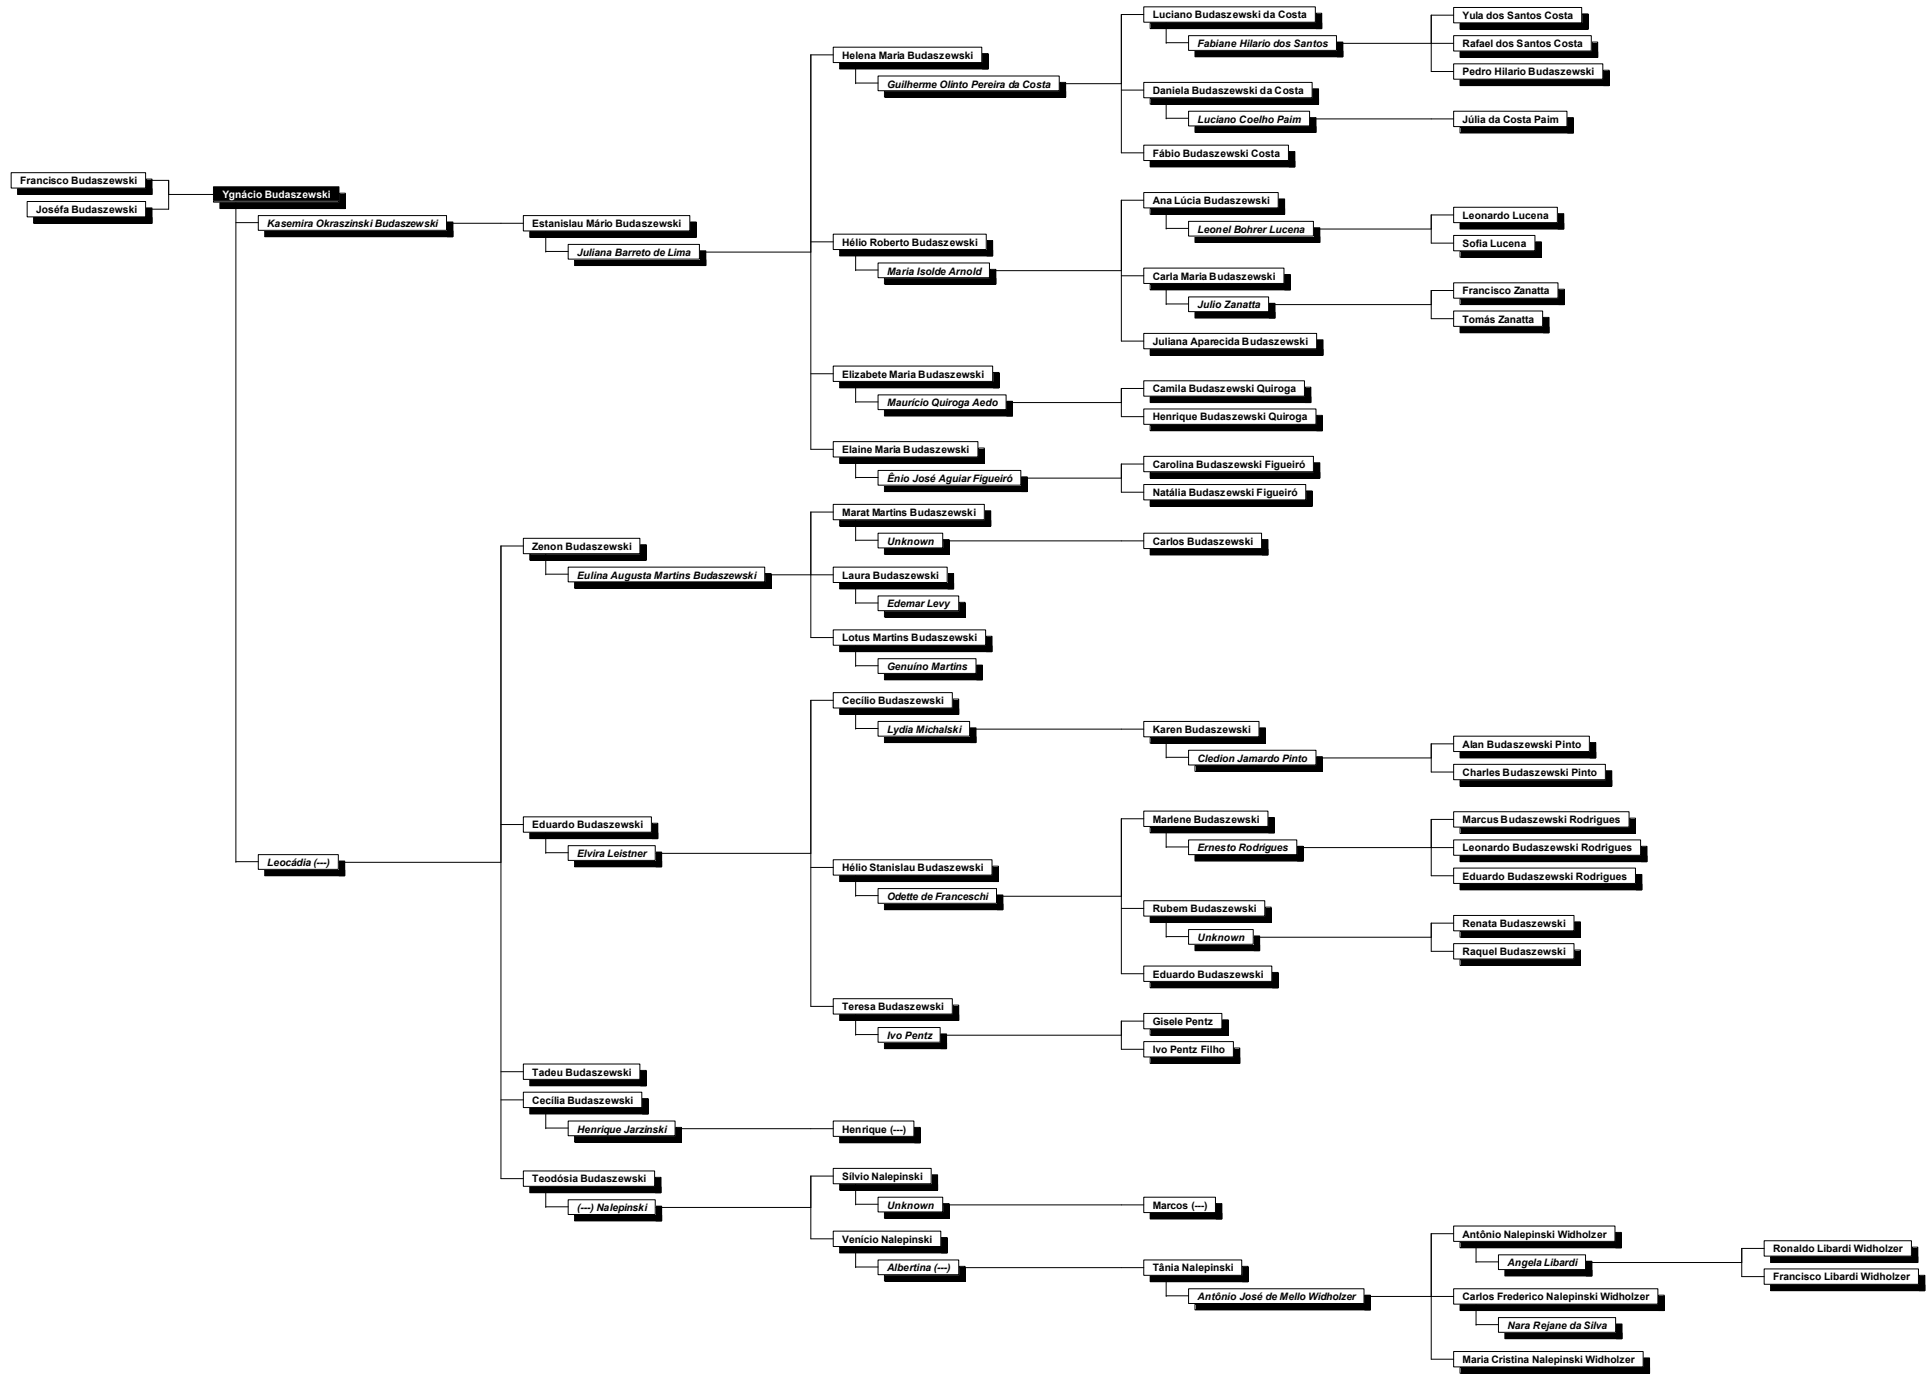 Francisco Budaszewski
Joséfa Budaszewski
Ygnácio Budaszewski
Kasemira Okraszinski Budaszewski
Estanislau Mário Budaszewski
Juliana Barreto de Lima
Helena Maria Budaszewski
Guilherme Olinto Pereira da Costa
Luciano Budaszewski da Costa
Fabiane Hilario dos Santos
Yula dos Santos Costa
Rafael dos Santos Costa
Pedro Hilario Budaszewski
Daniela Budaszewski da Costa
Luciano Coelho Paim
Júlia da Costa Paim
Fábio Budaszewski Costa
Hélio Roberto Budaszewski
Maria Isolde Arnold
Ana Lúcia Budaszewski
Leonel Bohrer Lucena
Leonardo Lucena
Sofia Lucena
Carla Maria Budaszewski
Julio Zanatta
Francisco Zanatta
Tomás Zanatta
Juliana Aparecida Budaszewski
Elizabete Maria Budaszewski
Maurício Quiroga Aedo
Camila Budaszewski Quiroga
Henrique Budaszewski Quiroga
Elaine Maria Budaszewski
Ênio José Aguiar Figueiró
Carolina Budaszewski Figueiró
Natália Budaszewski Figueiró
Leocádia (---)
Zenon Budaszewski
Eulina Augusta Martins Budaszewski
Marat Martins Budaszewski
Unknown
Carlos Budaszewski
Laura Budaszewski
Edemar Levy
Lotus Martins Budaszewski
Genuíno Martins
Eduardo Budaszewski
Elvira Leistner
Cecílio Budaszewski
Lydia Michalski
Karen Budaszewski
Cledion Jamardo Pinto
Alan Budaszewski Pinto
Charles Budaszewski Pinto
Hélio Stanislau Budaszewski
Odette de Franceschi
Marlene Budaszewski
Ernesto Rodrigues
Marcus Budaszewski Rodrigues
Leonardo Budaszewski Rodrigues
Eduardo Budaszewski Rodrigues
Rubem Budaszewski
Unknown
Renata Budaszewski
Raquel Budaszewski
Eduardo Budaszewski
Teresa Budaszewski
Ivo Pentz
Gisele Pentz
Ivo Pentz Filho
Tadeu Budaszewski
Cecília Budaszewski
Henrique Jarzinski
Henrique (---)
Teodósia Budaszewski
(---) Nalepinski
Sílvio Nalepinski
Unknown
Marcos (---)
Venício Nalepinski
Albertina (---)
Tânia Nalepinski
Antônio José de Mello Widholzer
Antônio Nalepinski Widholzer
Angela Libardi
Ronaldo Libardi Widholzer
Francisco Libardi Widholzer
Carlos Frederico Nalepinski Widholzer
Nara Rejane da Silva
Maria Cristina Nalepinski Widholzer